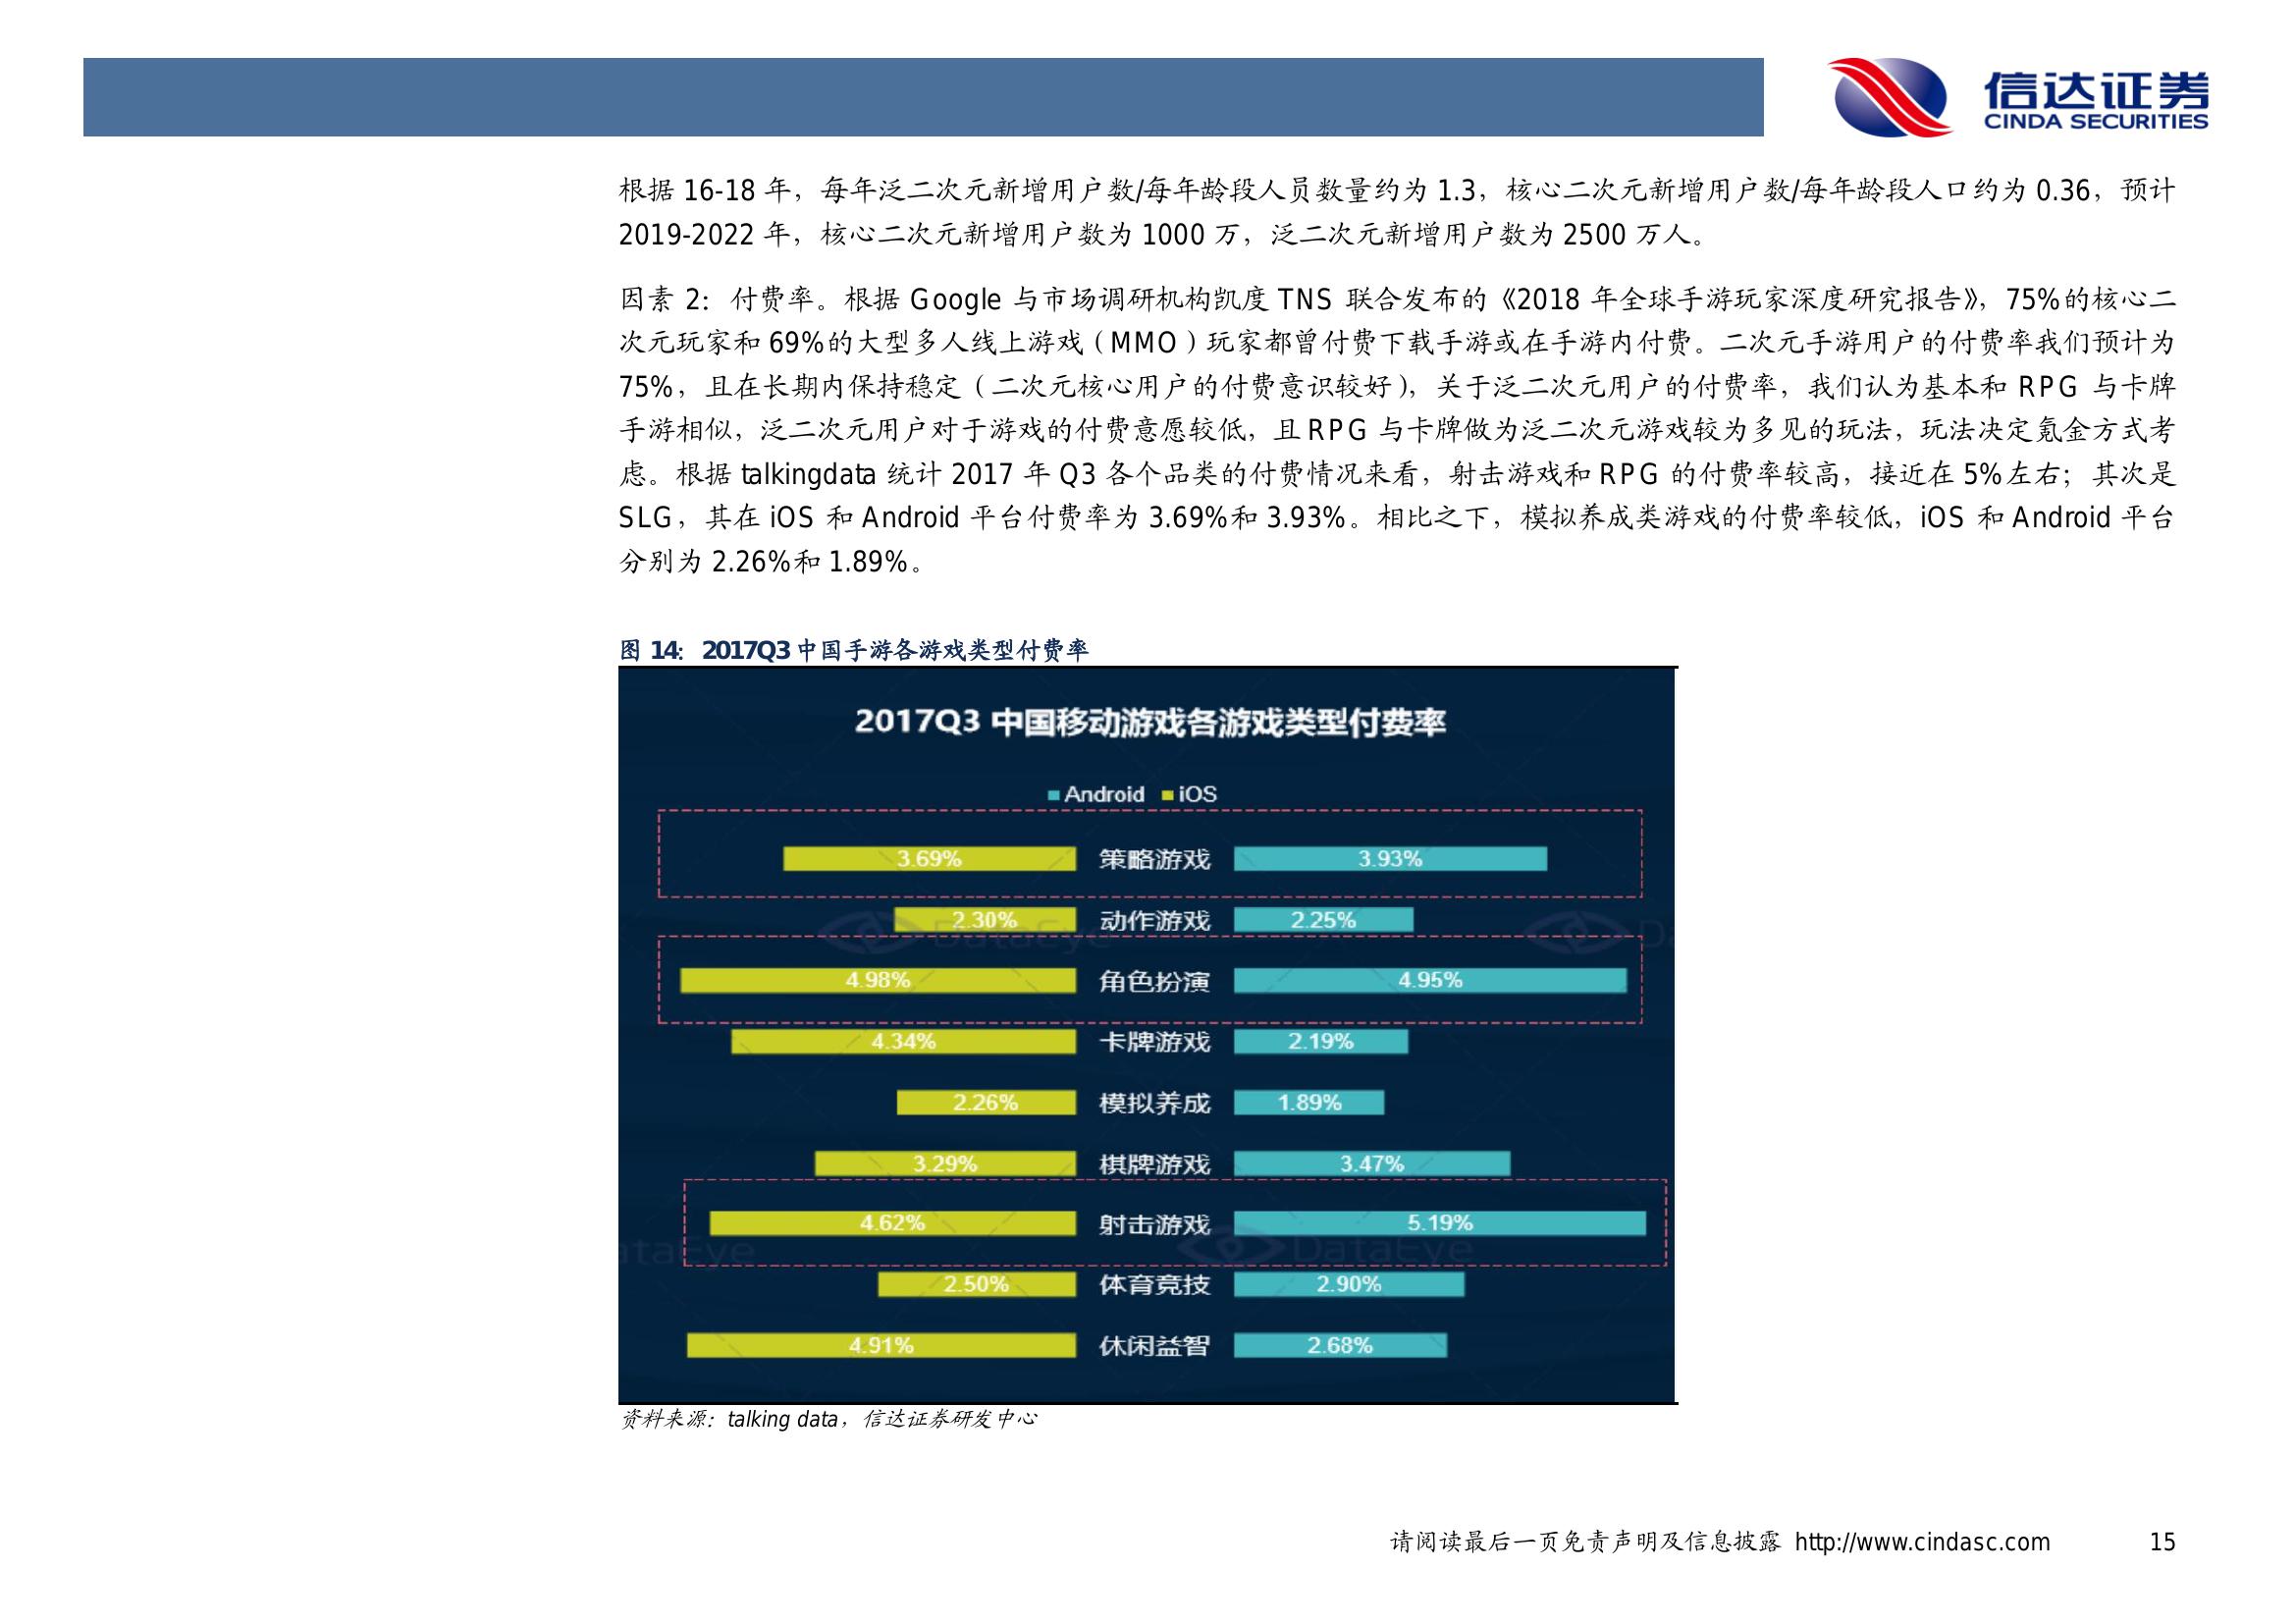 信达证券
CINDA SECURITIES
根据 16-18 年，每年泛二次元新增用户数/每年龄段人员数量约为 1.3，核心二次元新增用户数/每年龄段人口约为 0.36，预计
2019-2022 年，核心二次元新增用户数为 1000 万，泛二次元新增用户数为 2500 万人。
因素 2：付费率。根据 Google 与市场调研机构凯度 TNS 联合发布的《2018 年全球手游玩家深度研究报告》，75%的核心二
次元玩家和 69%的大型多人线上游戏（MMO）玩家都曾付费下载手游或在手游内付费。二次元手游用户的付费率我们预计为
75%，且在长期内保持稳定（二次元核心用户的付费意识较好），关于泛二次元用户的付费率，我们认为基本和 RPG 与卡牌
手游相似，泛二次元用户对于游戏的付费意愿较低，且 RPG 与卡牌做为泛二次元游戏较为多见的玩法，玩法决定氪金方式考
虑。根据 talkingdata 统计 2017 年 Q3 各个品类的付费情况来看，射击游戏和 RPG 的付费率较高，接近在 5%左右；其次是
SLG，其在 iOS 和 Android 平台付费率为 3.69%和 3.93%。相比之下，模拟养成类游戏的付费率较低，iOS 和 Android 平台
分别为 2.26%和 1.89%。
图 14：2017Q3 中国手游各游戏类型付费率
2017Q3 中国移动游戏各游戏类型付费率
Android iOS
3.69% 策略游戏 3.93%
2.30% 动作游戏 2.25%
DataEye
4.98% 角色扮演 4.95%
4.34% 卡牌游戏 2.19%
2.26% 模拟养成 1.89%
3.29% 棋牌游戏 3.47%
4.62% 射击游戏 5.19%
ataEye DataEye
2.50% 体育竞技 2.90%
4.91% 休闲益智 2.68%
资料来源：talking data，信达证券研发中心
请阅读最后一页免责声明及信息披露 http://www.cindasc.com 15